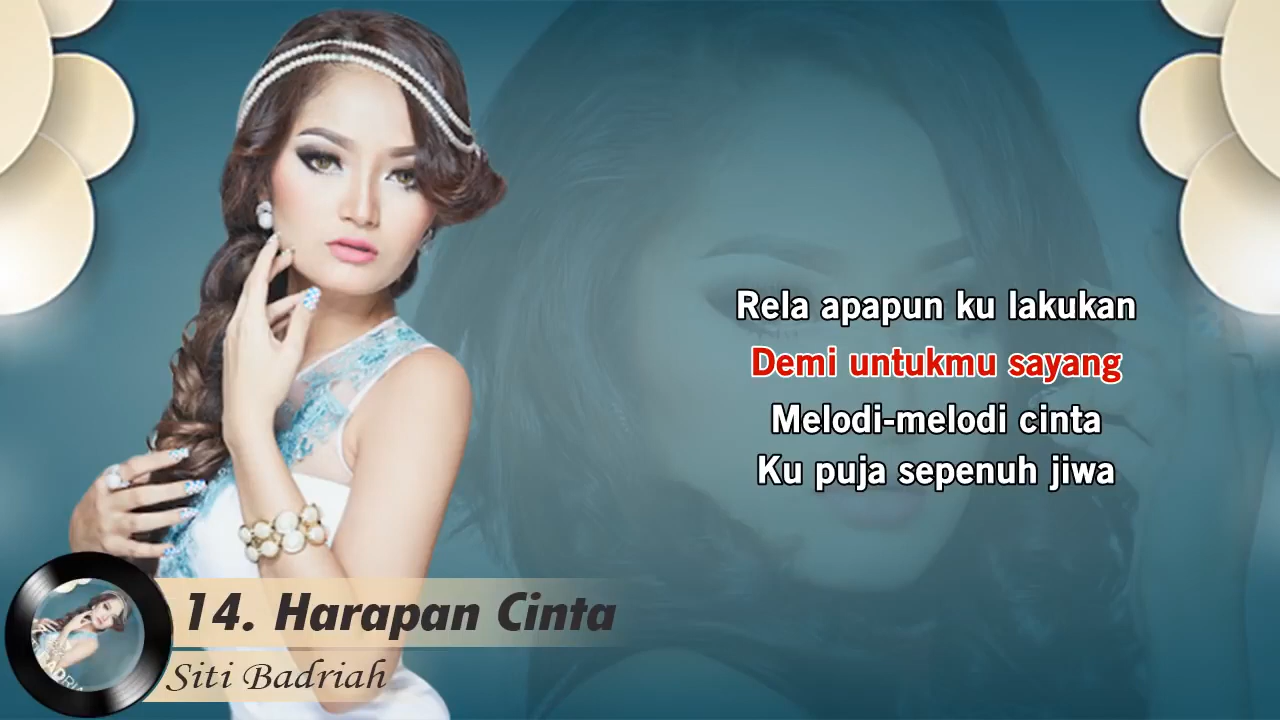 Rela apapun ku lakukan
Demi untukmu sayang
Melodi-melodi cinta
Ku puja sepenuh jiwa
14. Harapan Cinta
Siti Badriah